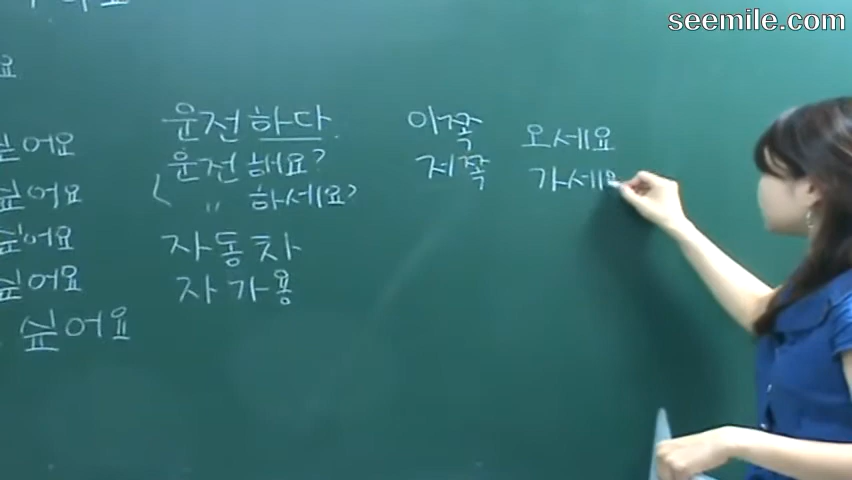 seemile.com
요
싶어요
싶어요
싶어요
싶어요
싶어요
운전하다.
운전해요?
( " 하세요?
자동차
자가용
이쪽 오세요
저쪽 가세요